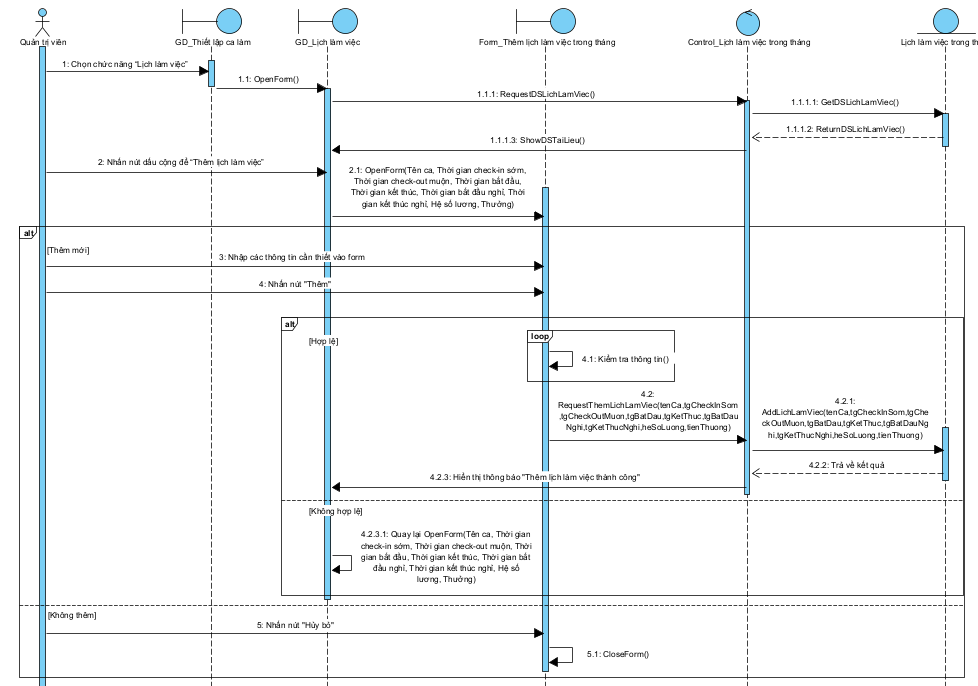 Quản trị viên
GD_Thiết lập ca làm
GD_Lịch làm việc
Form_Thêm lịch làm việc trong tháng
Control_Lịch làm việc trong tháng
Lịch làm việc trong th
1: Chọn chức năng "Lịch làm việc"
1.1: OpenForm()
1.1.1: RequestDSLichLamViec()
1.1.1.1: GetDSLichLamViec()
1.1.1.2: ReturnDSLichLamViec()
1.1.1.3: ShowDSTaiLieu()
2: Nhấn nút dấu cộng để "Thêm lịch làm việc"
2.1: OpenForm(Tên ca, Thời gian check-in sớm,
Thời gian check-out muộn, Thời gian bắt đầu,
Thời gian kết thúc, Thời gian bắt đầu nghỉ, Thời
gian kết thúc nghỉ, Hệ số lương, Thưởng)
alt
[Thêm mới]
3: Nhập các thông tin cần thiết vào form
4: Nhấn nút "Thêm"
alt
[Hợp lệ]
loop
4.1: Kiểm tra thông tin()
4.2:
RequestThemLichLamViec(tenCa,tgCheckInSom
,tgCheckOutMuon,tgBatDau,tgKetThuc,tgBatDau
Nghi,tgKetThucNghi,heSoLuong,tienThuong)
4.2.1:
AddLichLamViec(tenCa,tgCheckInSom,tgChe
ckOutMuon,tgBatDau,tgKetThuc,tgBatDauNg
hi,tgKetThucNghi,heSoLuong,tienThuong)
4.2.2: Trả về kết quả
4.2.3: Hiển thị thông báo "Thêm lịch làm việc thành công"
[Không hợp lệ]
4.2.3.1: Quay lại OpenForm(Tên ca, Thời gian
check-in sớm, Thời gian check-out muộn, Thời
gian bắt đầu, Thời gian kết thúc, Thời gian bắt
đầu nghỉ, Thời gian kết thúc nghỉ, Hệ số
lương, Thưởng)
[Không thêm]
5: Nhấn nút "Hủy bỏ"
5.1: CloseForm()